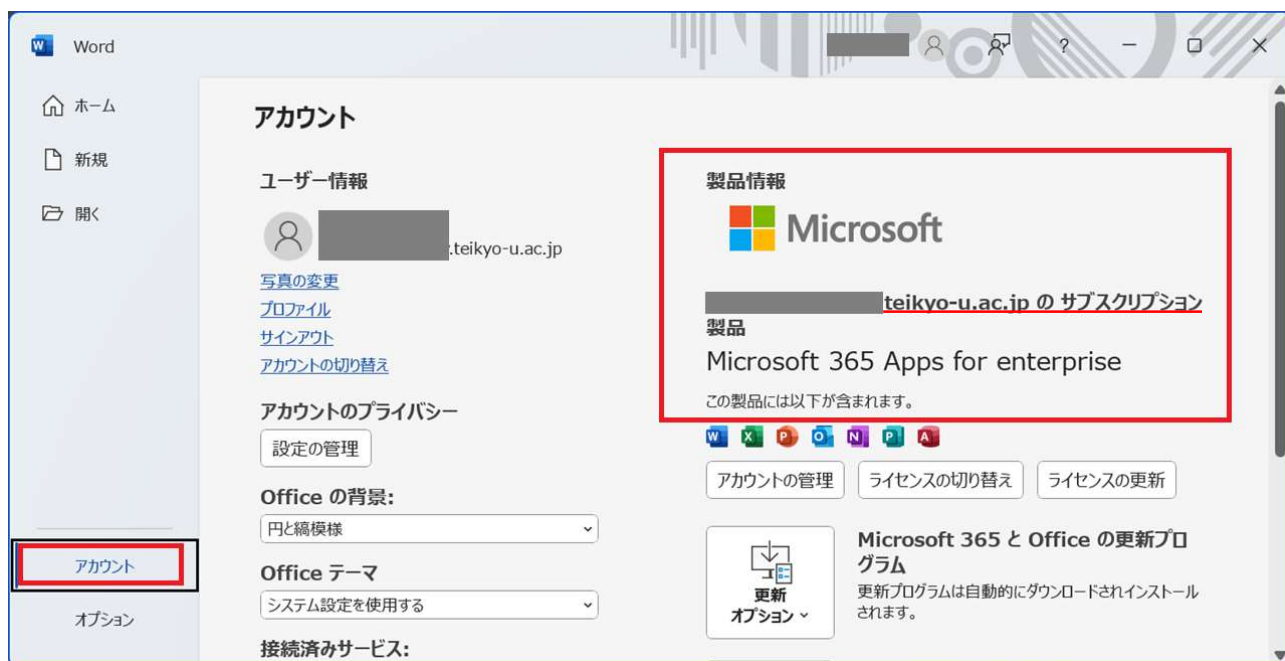 Word
ホーム
新規
開く
アカウント
オプション
アカウント
ユーザー情報
.teikyo-u.ac.jp
写真の変更
プロファイル
サインアウト
アカウントの切り替え
アカウントのプライバシー
設定の管理
Office の背景:
円と縞模様
Office テーマ
システム設定を使用する
接続済みサービス:
製品情報
Microsoft
teikyo-u.ac.jp の サブスクリプション
製品
Microsoft 365 Apps for enterprise
この製品には以下が含まれます。
アカウントの管理
ライセンスの切り替え
ライセンスの更新
更新
オプション
Microsoft 365 と Office の更新プロ
グラム
更新プログラムは自動的にダウンロードされインストール
されます。